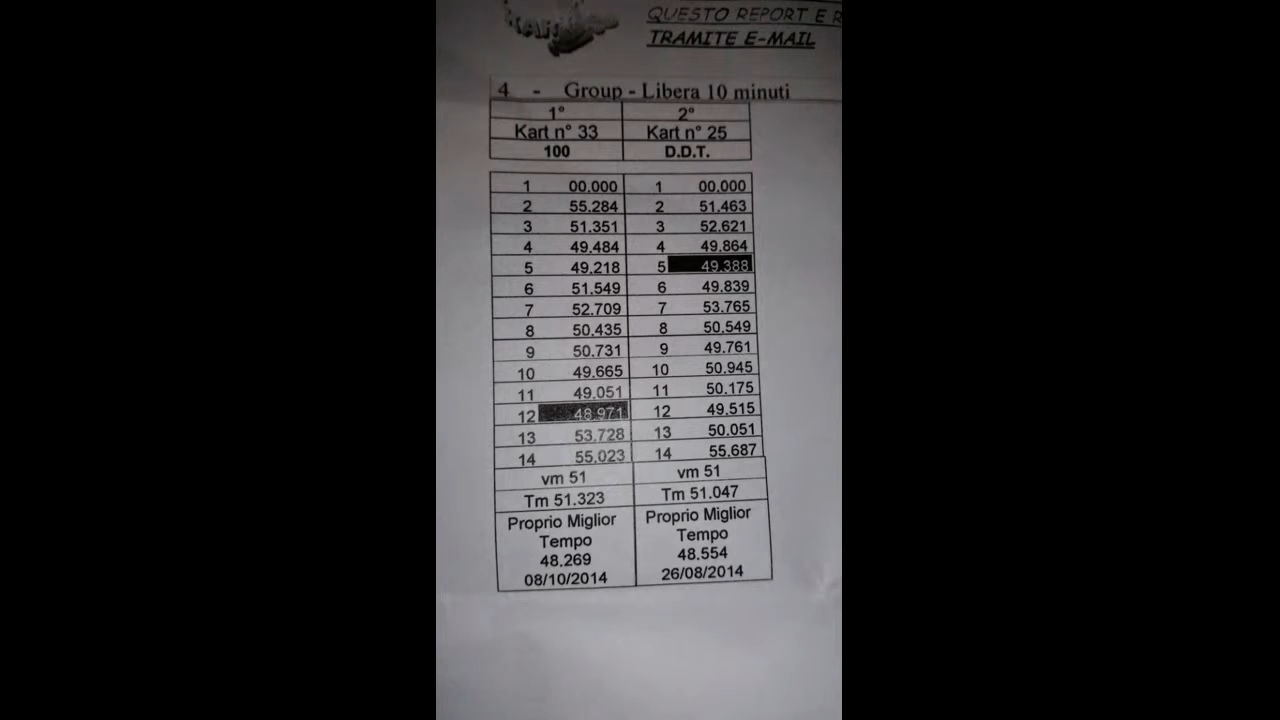 QUESTO REPORT E
TRAMITE E-MAIL
4 - Group - Libera 10 minuti
1° 2°
Kart n° 33 Kart n° 25
100 D.D.T.
1 00.000 1 00.000
2 55.284 2 51.463
3 51.351 3 52.621
4 49.484 4 49.864
5 49.218 5 49.388
6 51.549 6 49.839
7 52.709 7 53.765
8 50.435 8 50.549
9 50.731 9 49.761
10 49.665 10 50.945
11 49.051 11 50.175
12 48.971 12 49.515
13 53.728 13 50.051
14 55.023 14 55.687
vm 51 vm 51
Tm 51.323 Tm 51.047
Proprio Miglior Proprio Miglior
Tempo Tempo
48.269 48.554
08/10/2014 26/08/2014